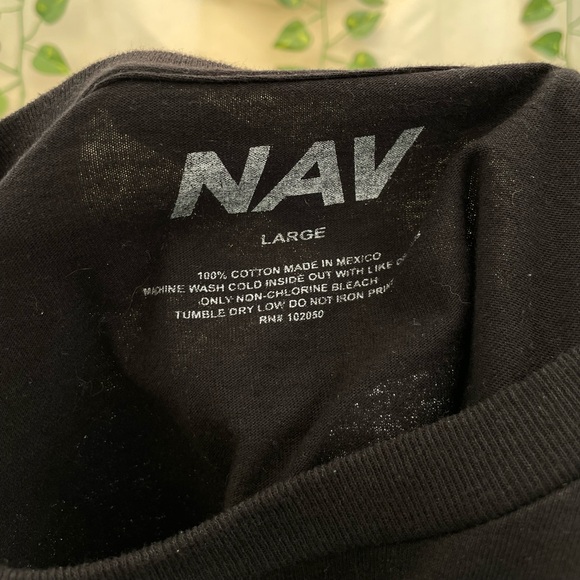 NAV
LARGE
100% COTTON MADE IN MEXICO
MACHINE WASH COLD INSIDE OUT WITH LIKE
ONLY NON-CHLORINE BLEACH
TUMBLE DRY LOW DO NOT IRON PRINT
RN# 102050